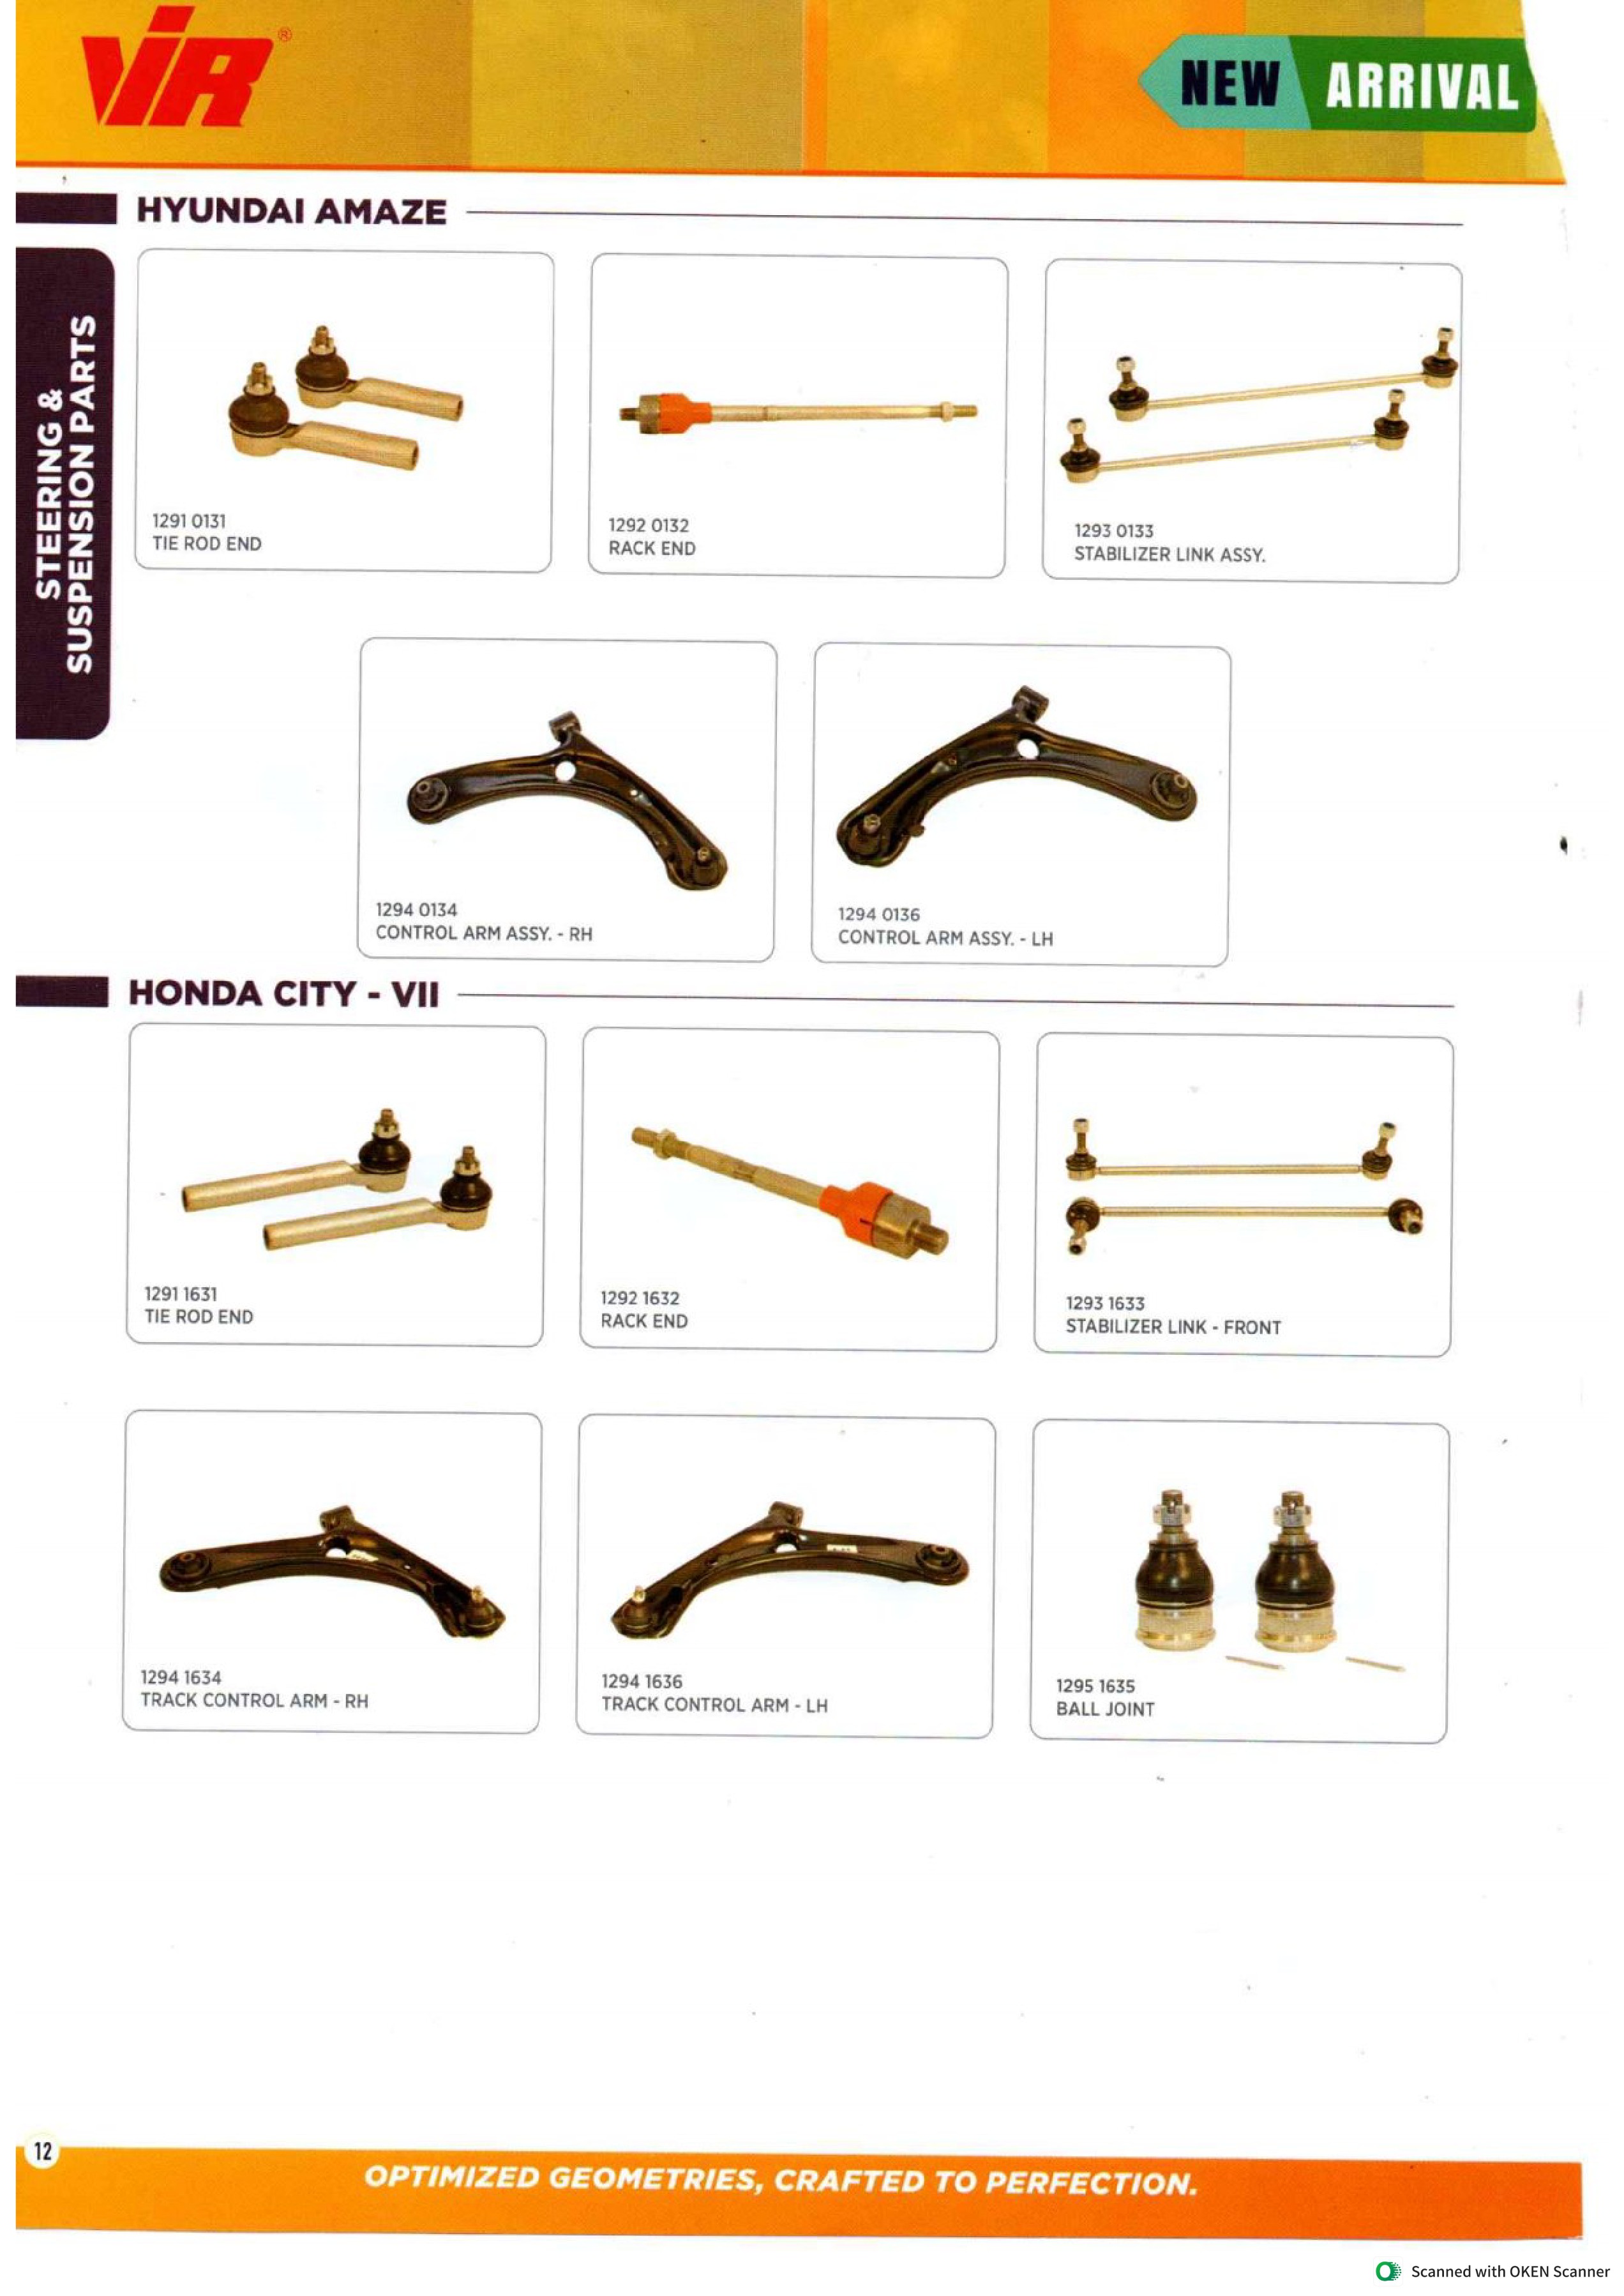 ViR®
NEW ARRIVAL
HYUNDAI AMAZE
STEERING &
SUSPENSION PARTS
1291 0131
TIE ROD END
1292 0132
RACK END
1293 0133
STABILIZER LINK ASSY.
1294 0134
CONTROL ARM ASSY. - RH
1294 0136
CONTROL ARM ASSY. - LH
HONDA CITY - VII
1291 1631
TIE ROD END
1292 1632
RACK END
1293 1633
STABILIZER LINK - FRONT
1294 1634
TRACK CONTROL ARM - RH
1294 1636
TRACK CONTROL ARM - LH
1295 1635
BALL JOINT
12
OPTIMIZED GEOMETRIES, CRAFTED TO PERFECTION.
Scanned with OKEN Scanner